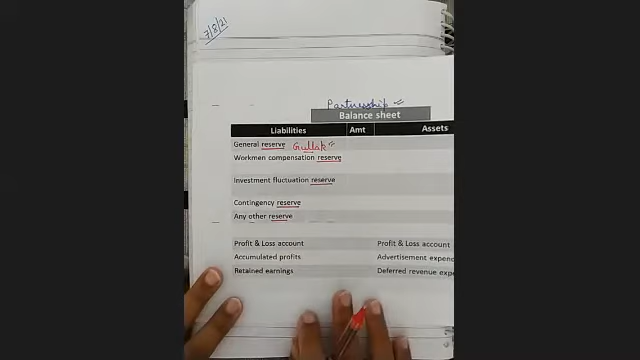 7/8/21
Partnership
Balance sheet
Liabilities Amt Assets
General reserve Gullak
Workmen compensation reserve
Investment fluctuation reserve
Contingency reserve
Any other reserve
Profit & Loss account Profit & Loss account
Accumulated profits Advertisement expen
Retained earnings Deferred revenue expe